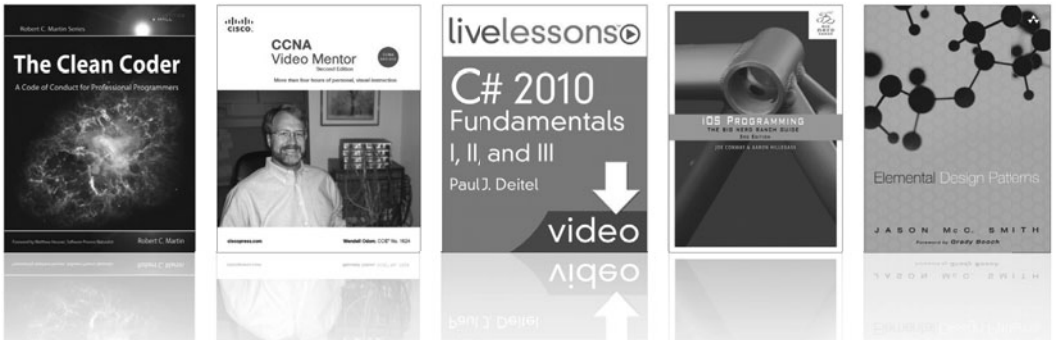 Robert C. Martin Series
The Clean Coder
A Code of Conduct for Professional Programmers
Robert C. Martin
CISCO.
CCNA
Video Mentor
Second Edition
More than four hours of personal, visual instruction
ciscopress.com
Wendell Odom, CCIE® No. 1624
livelessons
C# 2010
Fundamentals
I, II, and III
Paul J. Deitel
video
iOS PROGRAMMING
THE BIG NERD RANCH GUIDE
JOE CONWAY & AARON HILLEGASS
Elemental Design Patterns
JASON McC. SMITH
Foreword by Grady Booch